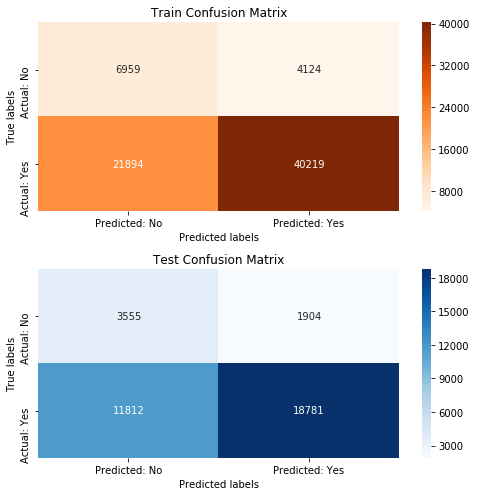 Train Confusion Matrix
True labels
Actual: No
6959 4124
40000
32000
24000
16000
8000
Actual: Yes
21894 40219
Predicted: No Predicted: Yes
Predicted labels
Test Confusion Matrix
True labels
Actual: No
3555 1904
18000
15000
12000
9000
6000
3000
Actual: Yes
11812 18781
Predicted: No Predicted: Yes
Predicted labels